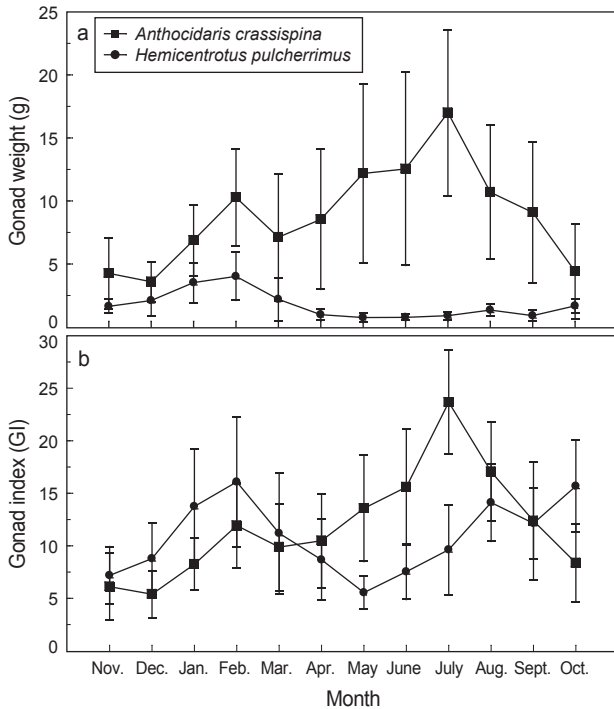 a
Anthocidaris crassispina
Hemicentrotus pulcherrimus
Gonad weight (g)
25
20
15
10
5
0
b
Gonad index (GI)
30
25
20
15
10
5
0
Nov. Dec. Jan. Feb. Mar. Apr. May June July Aug. Sept. Oct.
Month